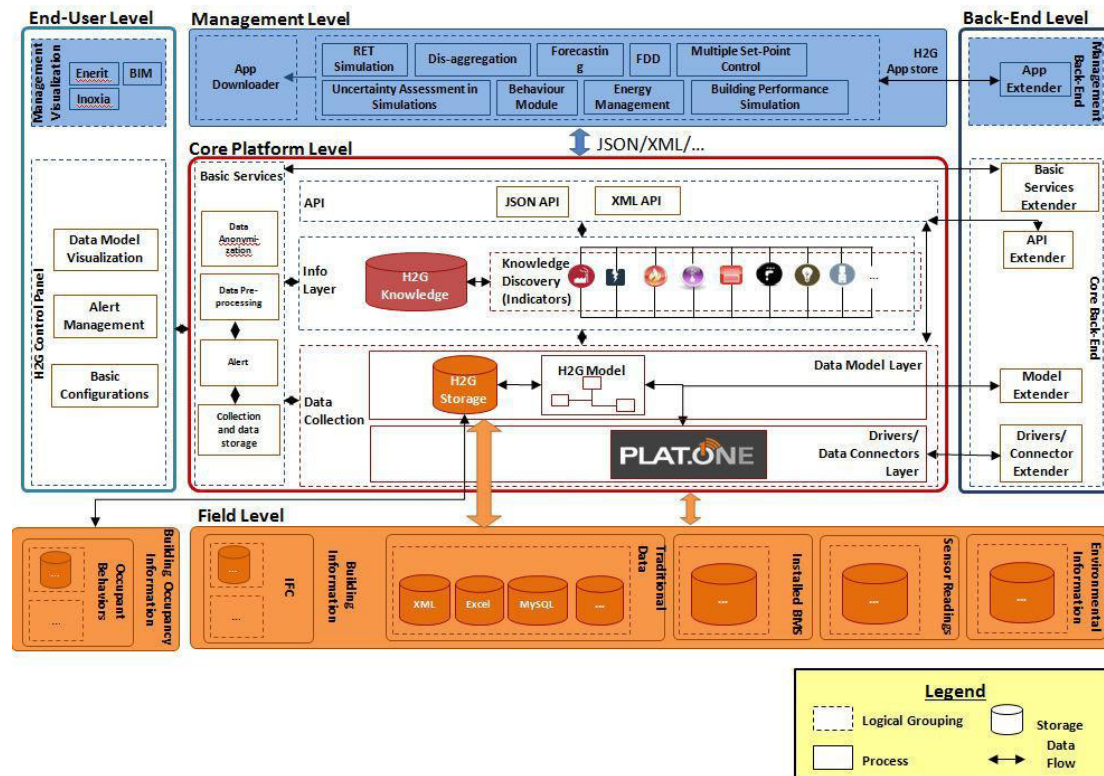 End-User Level
Management Level
Back-End Level
Management
Visualization
Enerit
BIM
Inoxia
App
Downloader
RET
Simulation
Dis-aggregation
Forecastin
g
FDD
Multiple Set-Point
Control
Uncertainty Assessment in
Simulations
Behaviour
Module
Energy
Management
Building Performance
Simulation
H2G
App store
App
Extender
Management
Back-End
JSON/XML/...
Core Platform Level
H2G Control Panel
Data Model
Visualization
Alert
Management
Basic
Configurations
Basic Services
Data
Anonymi-
zation
Data Pre-
processing
Alert
Collection
and data
storage
API
JSON API
XML API
Info
Layer
H2G
Knowledge
Knowledge
Discovery
(Indicators)
...
Data
Collection
H2G
Storage
H2G Model
Data Model Layer
PLAT.ONE
Drivers/
Data Connectors
Layer
Basic
Services
Extender
API
Extender
Core Back-End
Model
Extender
Drivers/
Connector
Extender
Field Level
...
...
Occupant
Behaviors
Building Occupancy
Information
...
...
IFC
Building
Information
XML
Excel
MySQL
...
Traditional
Data
...
Installed BMS
...
Sensor Readings
...
Environmental
Information
Legend
Logical Grouping
Storage
Process
Data
Flow